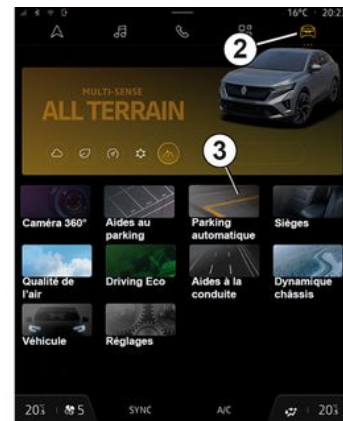 16°C 20:23
2
MULTI-SENSE
ALL TERRAIN
3
Caméra 360°
Aides au
parking
Parking
automatique
Sièges
Qualité de
l'air
Driving Eco
Aides à la
conduite
Dynamique
châssis
Véhicule
Réglages
5
SYNC
A/C